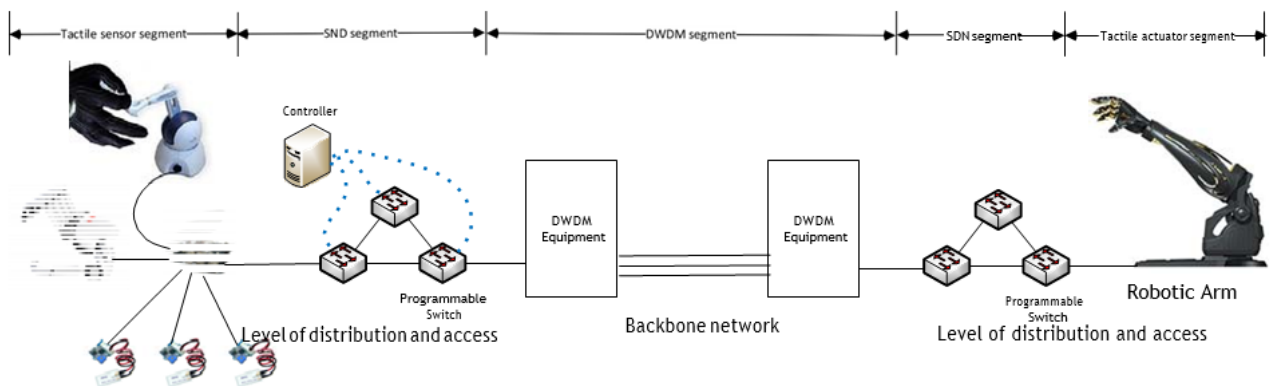 Tactile sensor segment
SND segment
DWDM segment
SDN segment
Tactile actuator segment
Controller
DWDM
Equipment
DWDM
Equipment
Programmable
Switch
Programmable
Switch
Robotic Arm
Level of distribution and access
Backbone network
Level of distribution and access